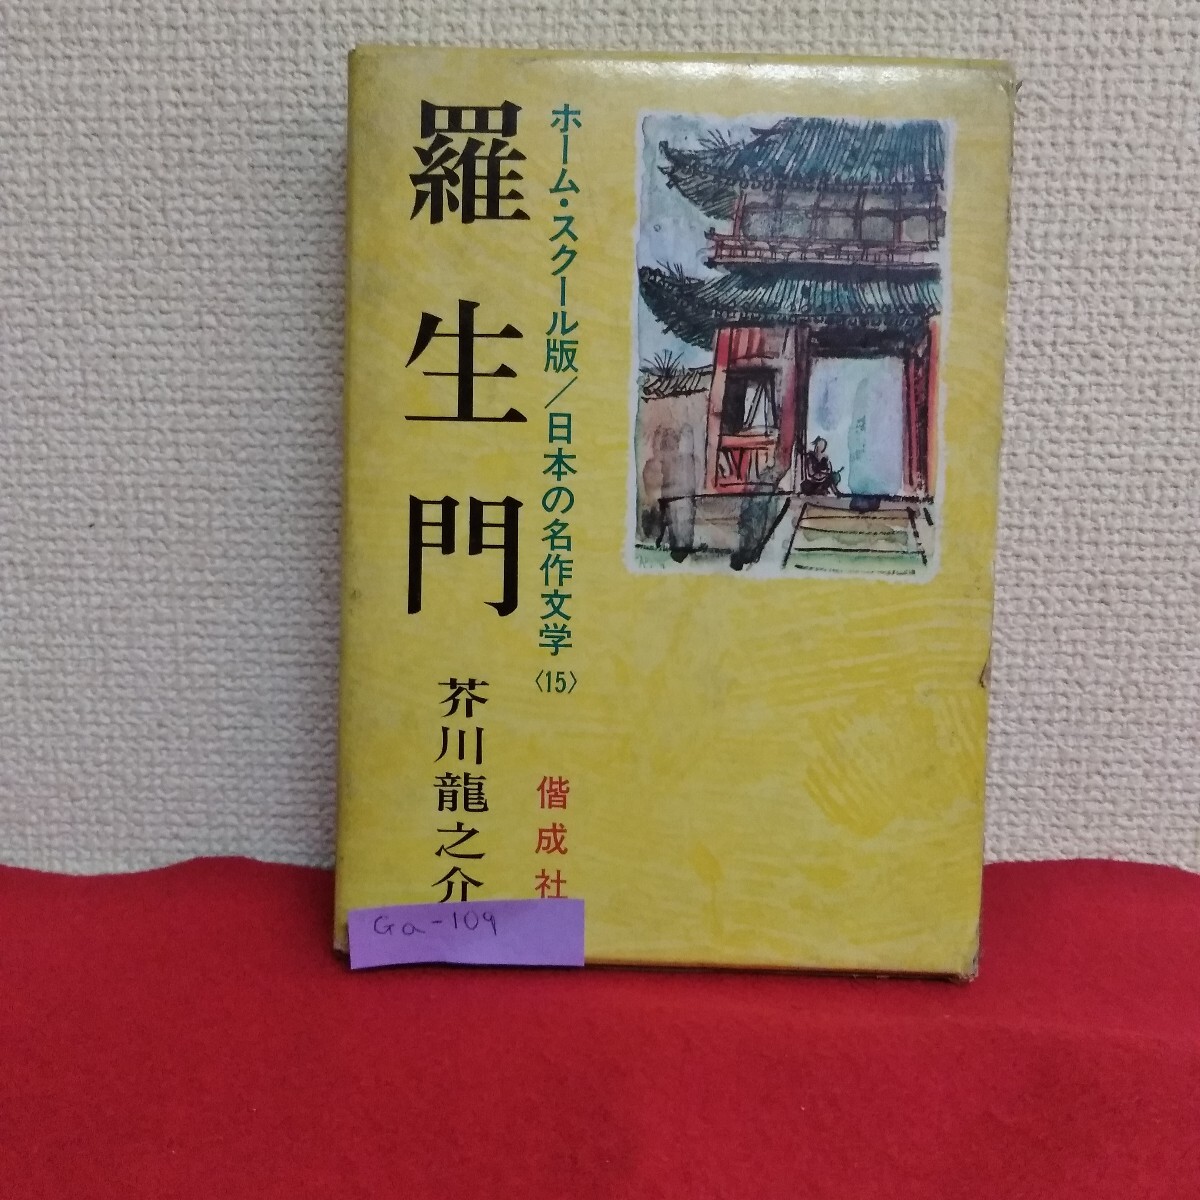 ホーム・スクール版/日本の名作文学〈15〉
羅生門
芥川龍之介
偕成社
Ga-109